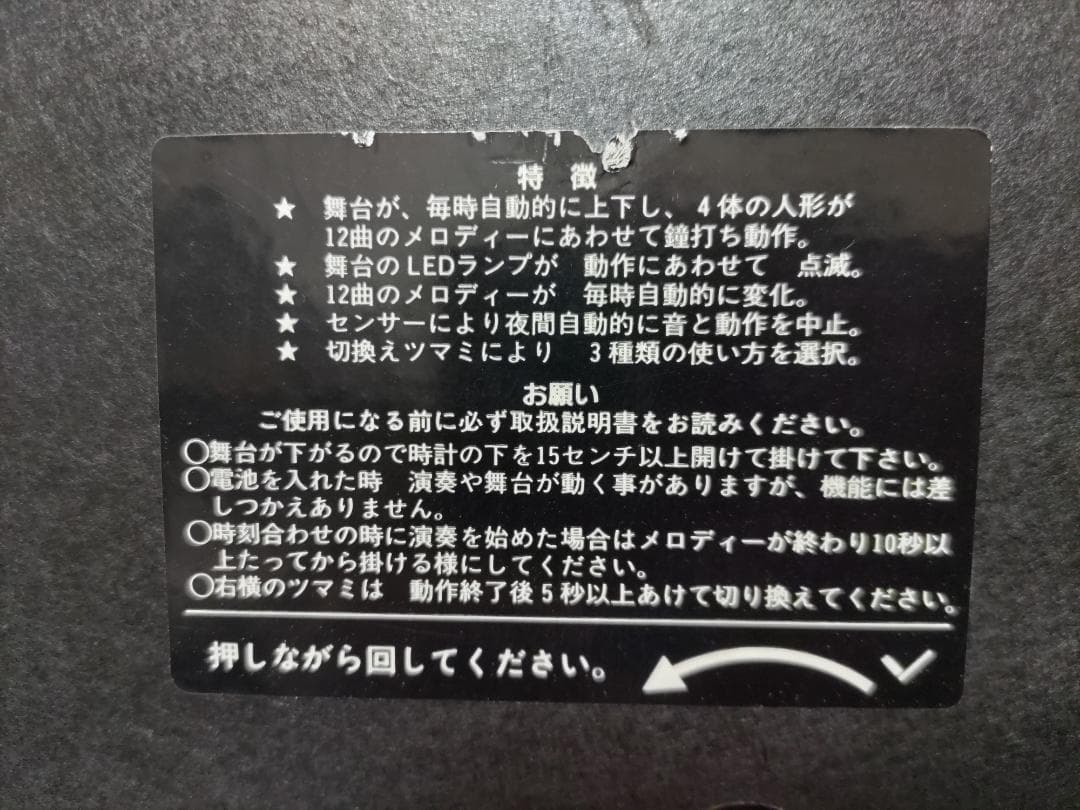 特 徴
★ 舞台が、毎時自動的に上下し、4体の人形が
12曲のメロディーにあわせて鐘打ち動作。
★ 舞台のLEDランプが 動作にあわせて 点滅。
★ 12曲のメロディーが 毎時自動的に変化。
★ センサーにより夜間自動的に音と動作を中止。
★ 切換えツマミにより 3種類の使い方を選択。
お願い
ご使用になる前に必ず取扱説明書をお読みください。
○舞台が下がるので時計の下を15センチ以上開けて掛けて下さい。
○電池を入れた時 演奏や舞台が動く事がありますが、機能には差
しつかえありません。
○時刻合わせの時に演奏を始めた場合はメロディーが終わり10秒以
上たってから掛ける様にしてください。
○右横のツマミは 動作終了後5秒以上あけて切り換えてください。
押しながら回してください。